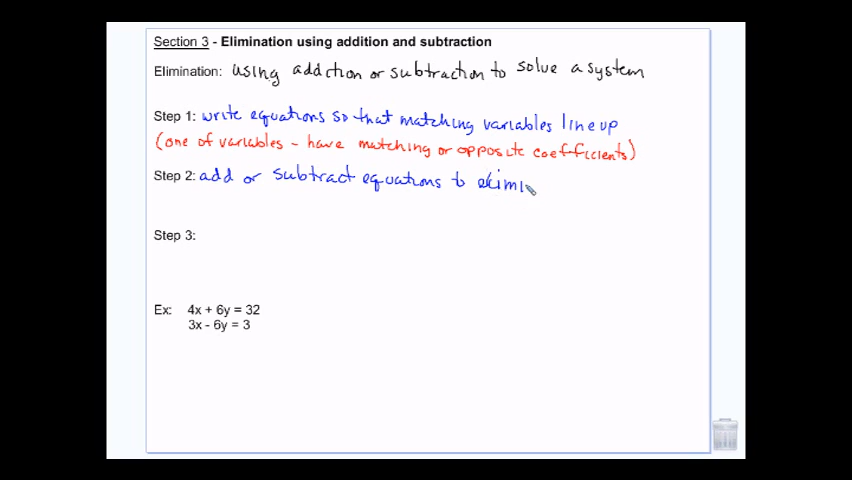 Section 3 - Elimination using addition and subtraction
Elimination: using addction or subtraction to solve a system
Step 1: write equations so that matching variables line up
(one of variables - have matching or opposite coefficients)
Step 2: add or subtract equations to elimi
Step 3:
Ex: 4x + 6y = 32
3x - 6y = 3